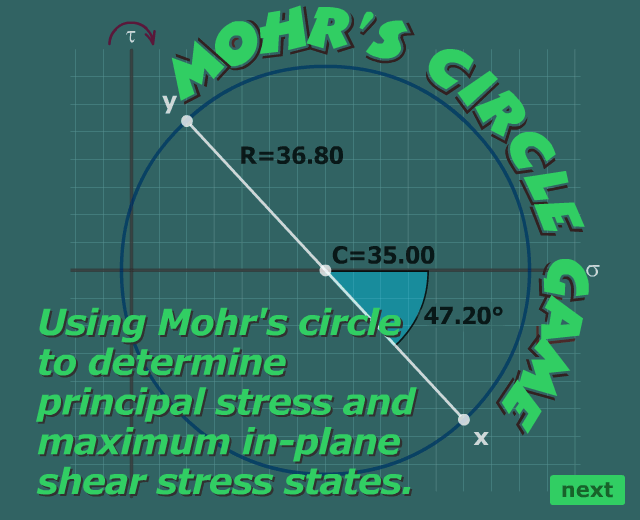 τ
MOHR'S CIRCLE GAME
y
R=36.80
C=35.00
σ
47.20°
Using Mohr's circle
to determine
principal stress and
maximum in-plane
shear stress states.
x
next